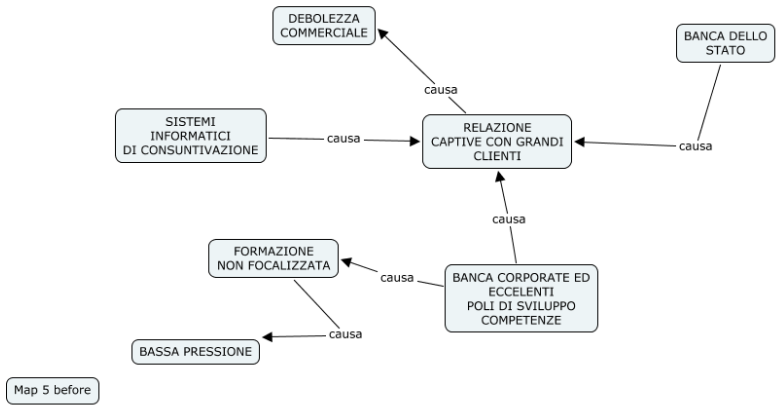 DEBOLEZZA
COMMERCIALE
BANCA DELLO
STATO
causa
SISTEMI
INFORMATICI
DI CONSUNTIVAZIONE
causa
RELAZIONE
CAPTIVE CON GRANDI
CLIENTI
causa
causa
FORMAZIONE
NON FOCALIZZATA
causa
BANCA CORPORATE ED
ECCELENTI
POLI DI SVILUPPO
COMPETENZE
causa
BASSA PRESSIONE
Map 5 before